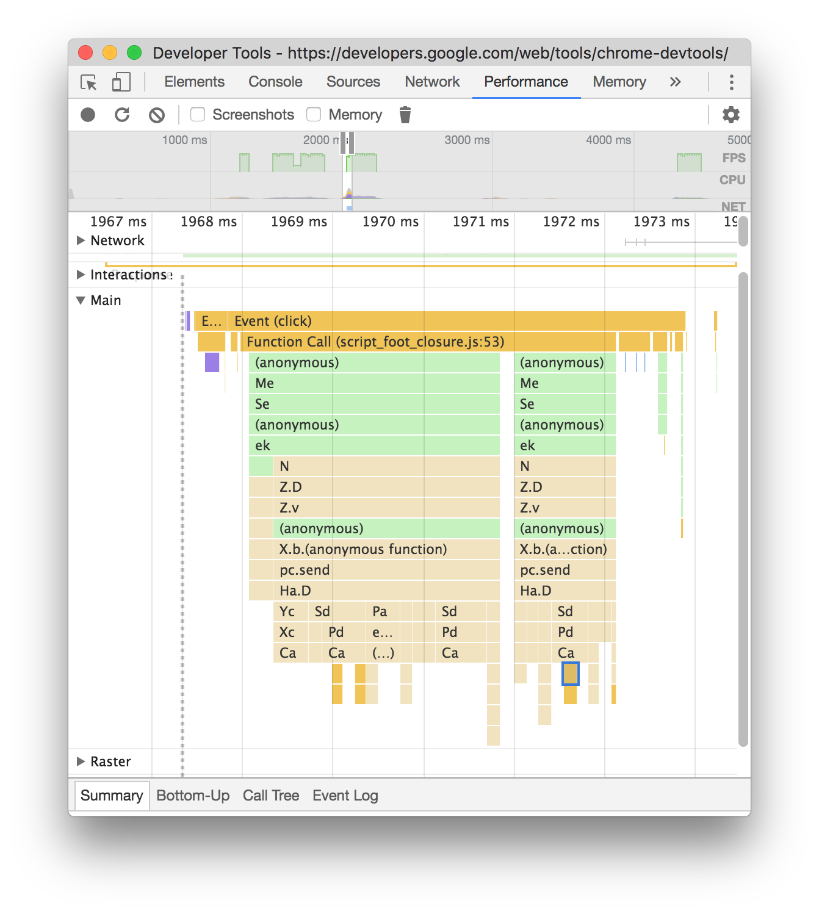 Developer Tools - https://developers.google.com/web/tools/chrome-devtools/
Elements Console Sources Network Performance Memory »
Screenshots Memory
1000 ms 2000 3000 ms 4000 ms 5000
FPS
CPU
NET
1967 ms 1968 ms 1969 ms 1970 ms 1971 ms 1972 ms 1973 ms
Network
Interactions
Main
E... Event (click)
Function Call (script_foot_closure.js:53)
(anonymous) (anonymous)
Me Me
Se Se
(anonymous) (anonymous)
ek ek
N N
Z.D Z.D
Z.v Z.v
(anonymous) (anonymous)
X.b.(anonymous function) X.b.(a...ction)
pc.send pc.send
Ha.D Ha.D
Yc Sd Pa Sd Sd
Xc Pd e... Pd Pd
Ca Ca (...) Ca Ca
Raster
Summary Bottom-Up Call Tree Event Log